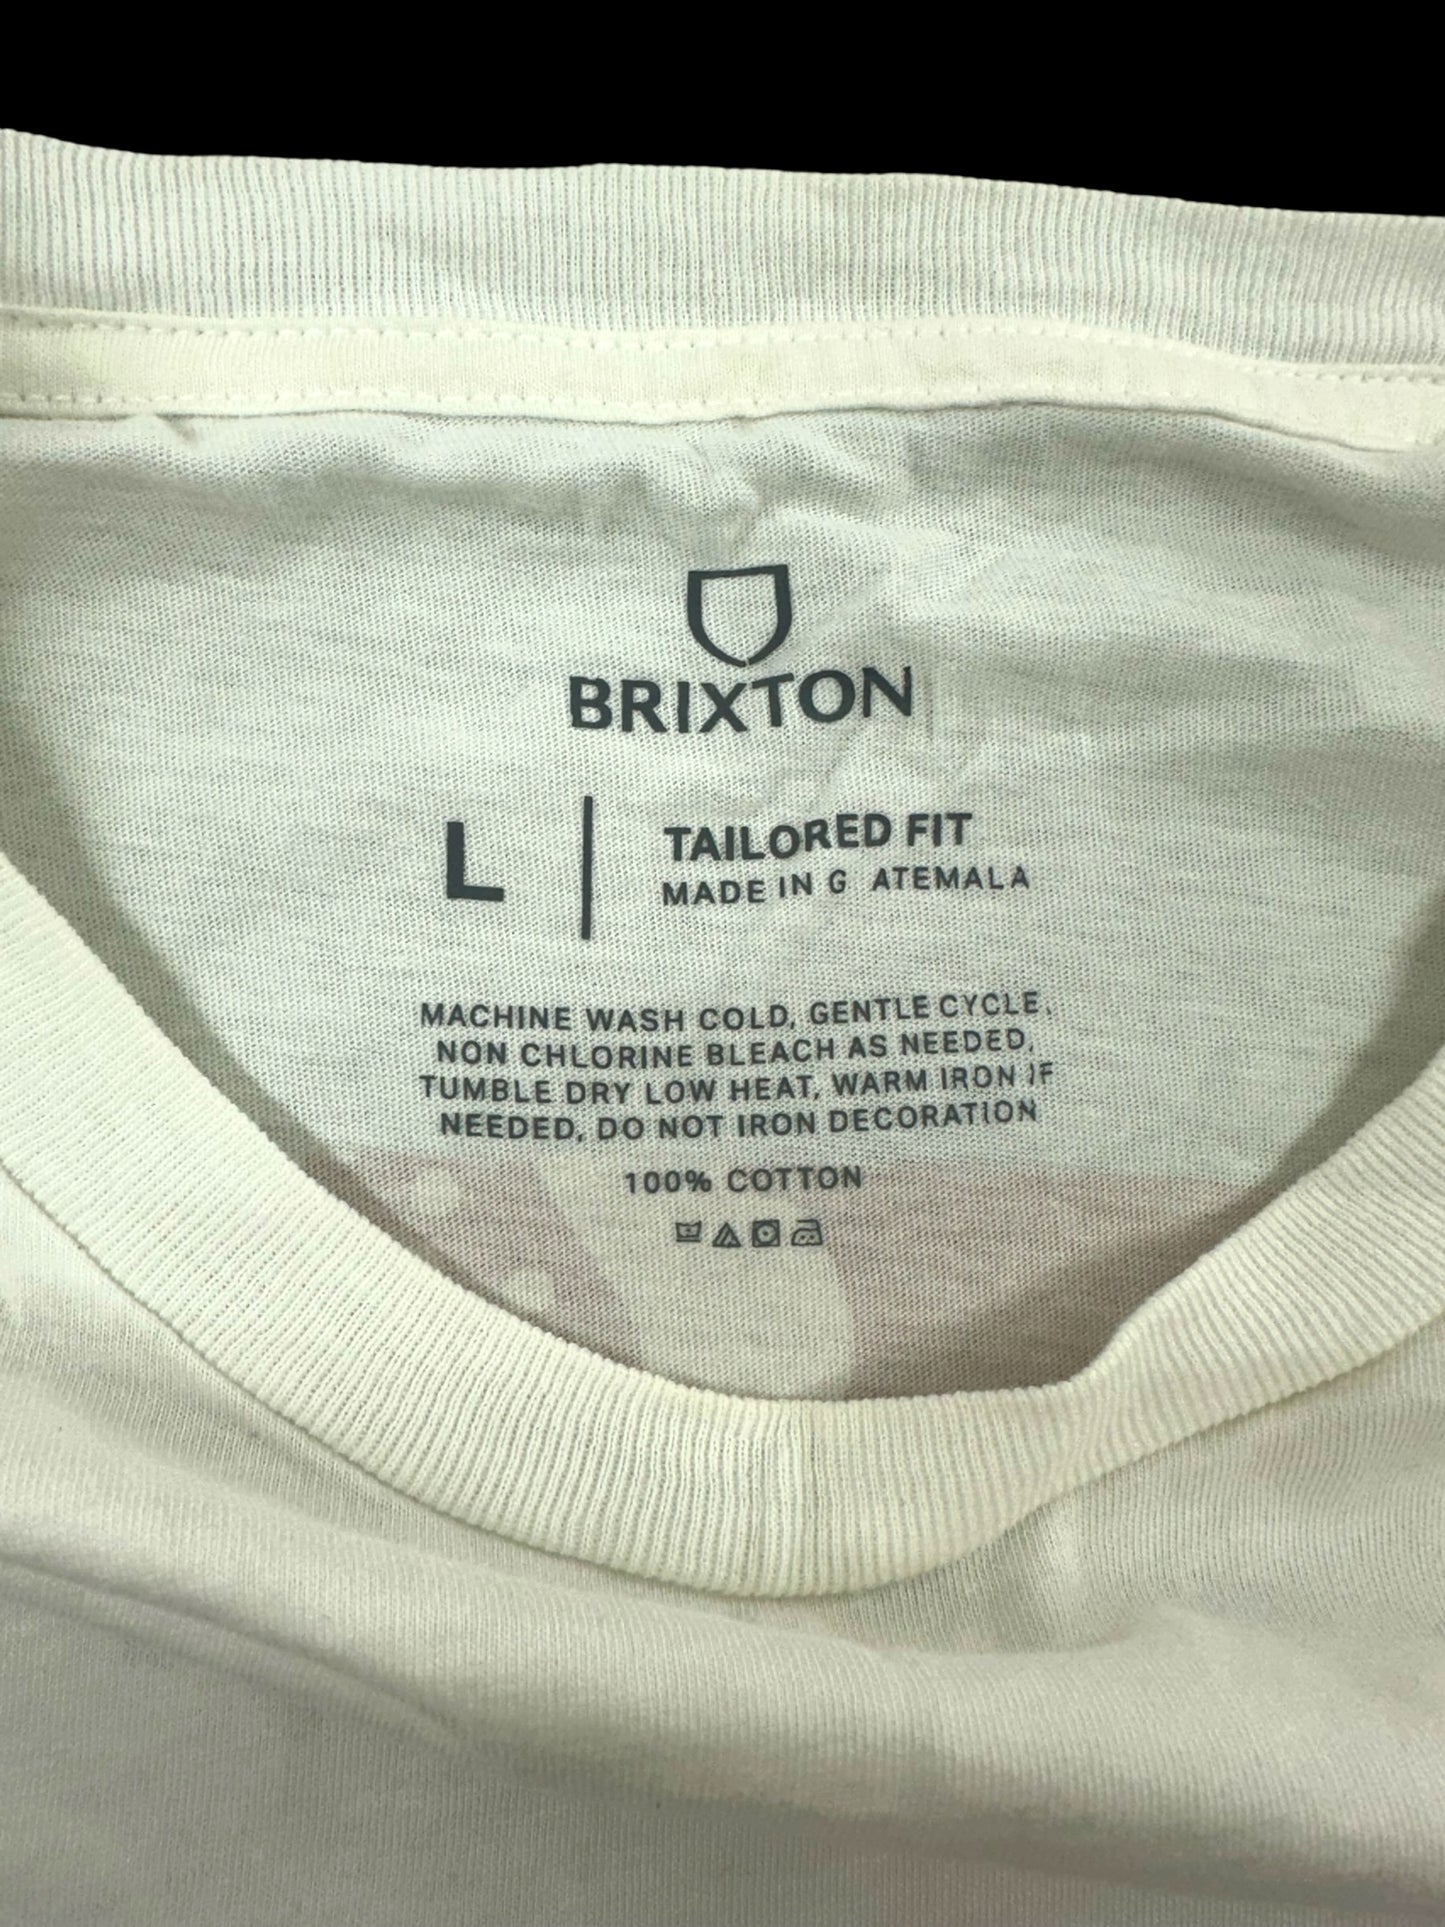 BRIXTON
L
TAILORED FIT
MADE IN G ATEMALA
MACHINE WASH COLD, GENTLE CYCLE,
NON CHLORINE BLEACH AS NEEDED,
TUMBLE DRY LOW HEAT, WARM IRON IF
NEEDED, DO NOT IRON DECORATION
100% COTTON